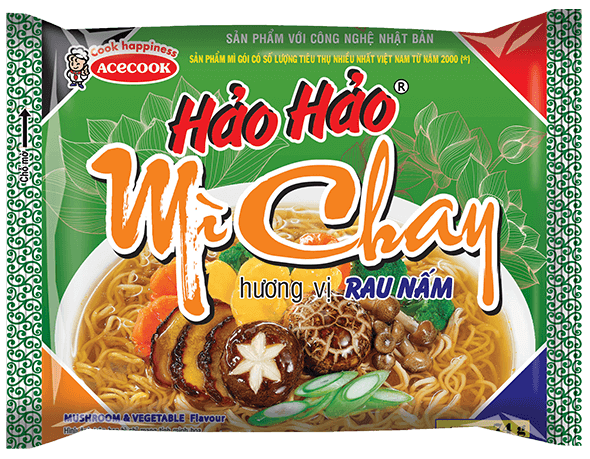 Cook happiness
ACECOOK
SẢN PHẨM VỚI CÔNG NGHỆ NHẬT BẢN
SẢN PHẨM MÌ GÓI CÓ SỐ LƯỢNG TIÊU THỤ NHIỀU NHẤT VIỆT NAM TỪ NĂM 2000 (*)
Hảo Hảo ®
Mì Chay
hương vị RAU NẤM
MUSHROOM & VEGETABLE Flavour
74 g